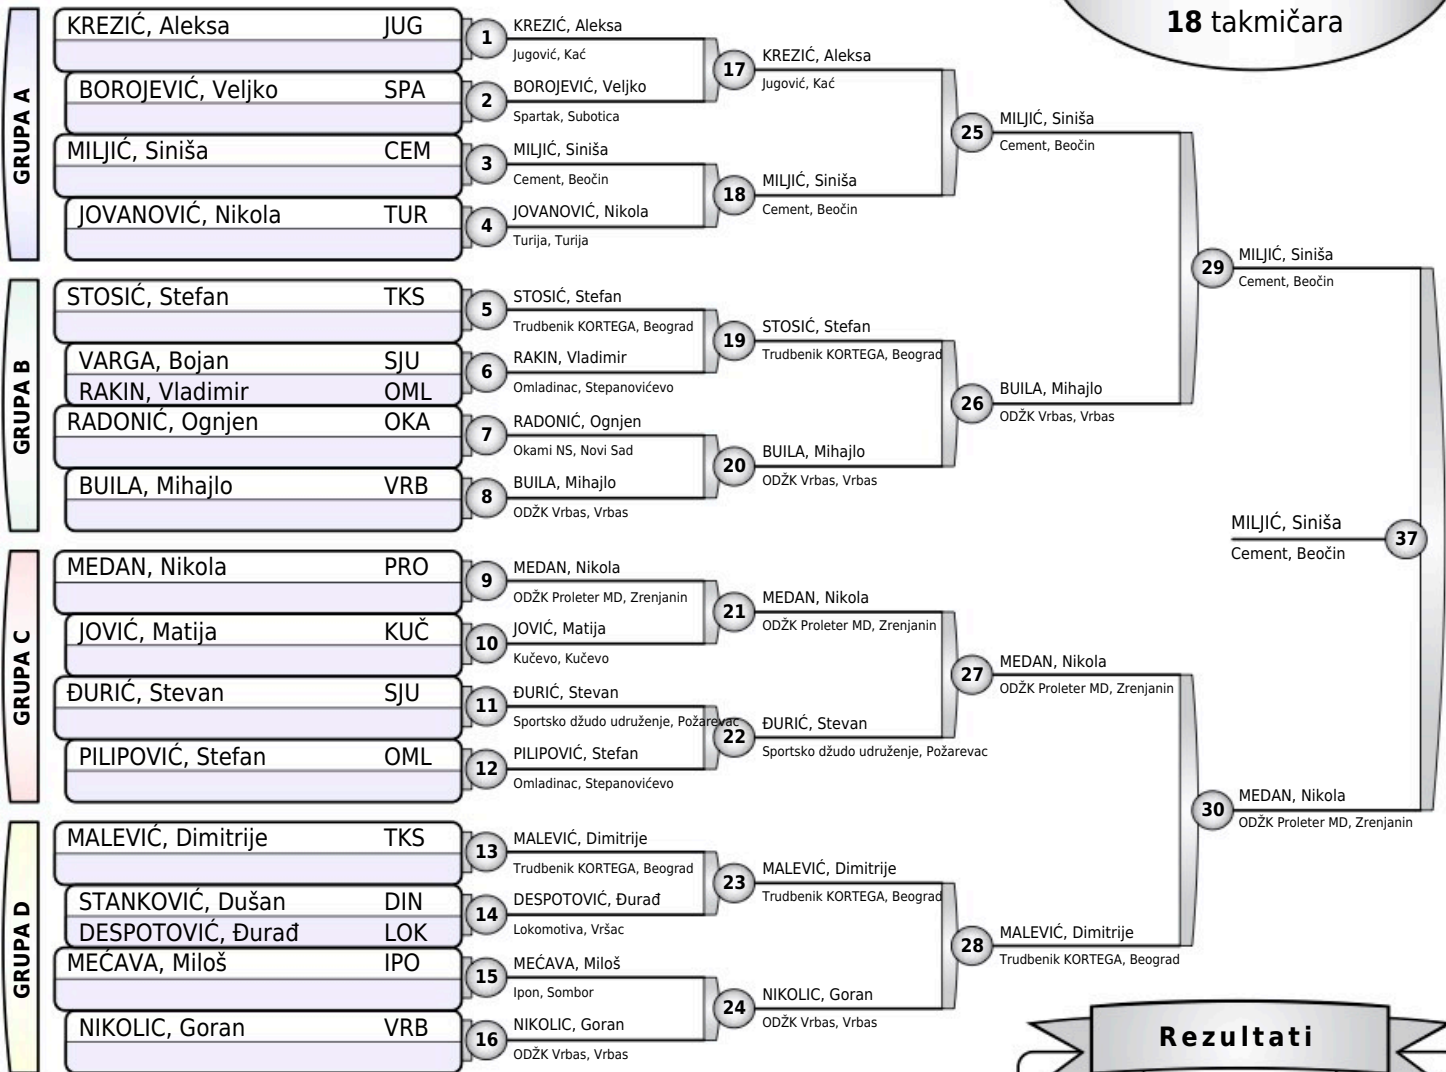 18 takmičara
GRUPA A
KREZIĆ, Aleksa JUG
BOROJEVIĆ, Veljko SPA
MILJIĆ, Siniša CEM
JOVANOVIĆ, Nikola TUR
GRUPA B
STOSIĆ, Stefan TKS
VARGA, Bojan SJU
RAKIN, Vladimir OML
RADONIĆ, Ognjen OKA
BUILA, Mihajlo VRB
GRUPA C
MEDAN, Nikola PRO
JOVIĆ, Matija KUČ
ĐURIĆ, Stevan SJU
PILIPOVIĆ, Stefan OML
GRUPA D
MALEVIĆ, Dimitrije TKS
STANKOVIĆ, Dušan DIN
DESPOTOVIĆ, Đurađ LOK
MEĆAVA, Miloš IPO
NIKOLIC, Goran VRB
1 KREZIĆ, Aleksa
Jugović, Kać
2 BOROJEVIĆ, Veljko
Spartak, Subotica
3 MILJIĆ, Siniša
Cement, Beočin
4 JOVANOVIĆ, Nikola
Turija, Turija
5 STOSIĆ, Stefan
Trudbenik KORTEGA, Beograd
6 RAKIN, Vladimir
Omladinac, Stepanovićevo
7 RADONIĆ, Ognjen
Okami NS, Novi Sad
8 BUILA, Mihajlo
ODŽK Vrbas, Vrbas
9 MEDAN, Nikola
ODŽK Proleter MD, Zrenjanin
10 JOVIĆ, Matija
Kučevo, Kučevo
11 ĐURIĆ, Stevan
Sportsko džudo udruženje, Požarevac
12 PILIPOVIĆ, Stefan
Omladinac, Stepanovićevo
13 MALEVIĆ, Dimitrije
Trudbenik KORTEGA, Beograd
14 DESPOTOVIĆ, Đurađ
Lokomotiva, Vršac
15 MEĆAVA, Miloš
Ipon, Sombor
16 NIKOLIC, Goran
ODŽK Vrbas, Vrbas
17 KREZIĆ, Aleksa
Jugović, Kać
18 MILJIĆ, Siniša
Cement, Beočin
19 STOSIĆ, Stefan
Trudbenik KORTEGA, Beograd
20 BUILA, Mihajlo
ODŽK Vrbas, Vrbas
21 MEDAN, Nikola
ODŽK Proleter MD, Zrenjanin
22 ĐURIĆ, Stevan
Sportsko džudo udruženje, Požarevac
23 MALEVIĆ, Dimitrije
Trudbenik KORTEGA, Beograd
24 NIKOLIC, Goran
ODŽK Vrbas, Vrbas
25 MILJIĆ, Siniša
Cement, Beočin
26 BUILA, Mihajlo
ODŽK Vrbas, Vrbas
27 MEDAN, Nikola
ODŽK Proleter MD, Zrenjanin
28 MALEVIĆ, Dimitrije
Trudbenik KORTEGA, Beograd
29 MILJIĆ, Siniša
Cement, Beočin
30 MEDAN, Nikola
ODŽK Proleter MD, Zrenjanin
MILJIĆ, Siniša 37
Cement, Beočin
Rezultati